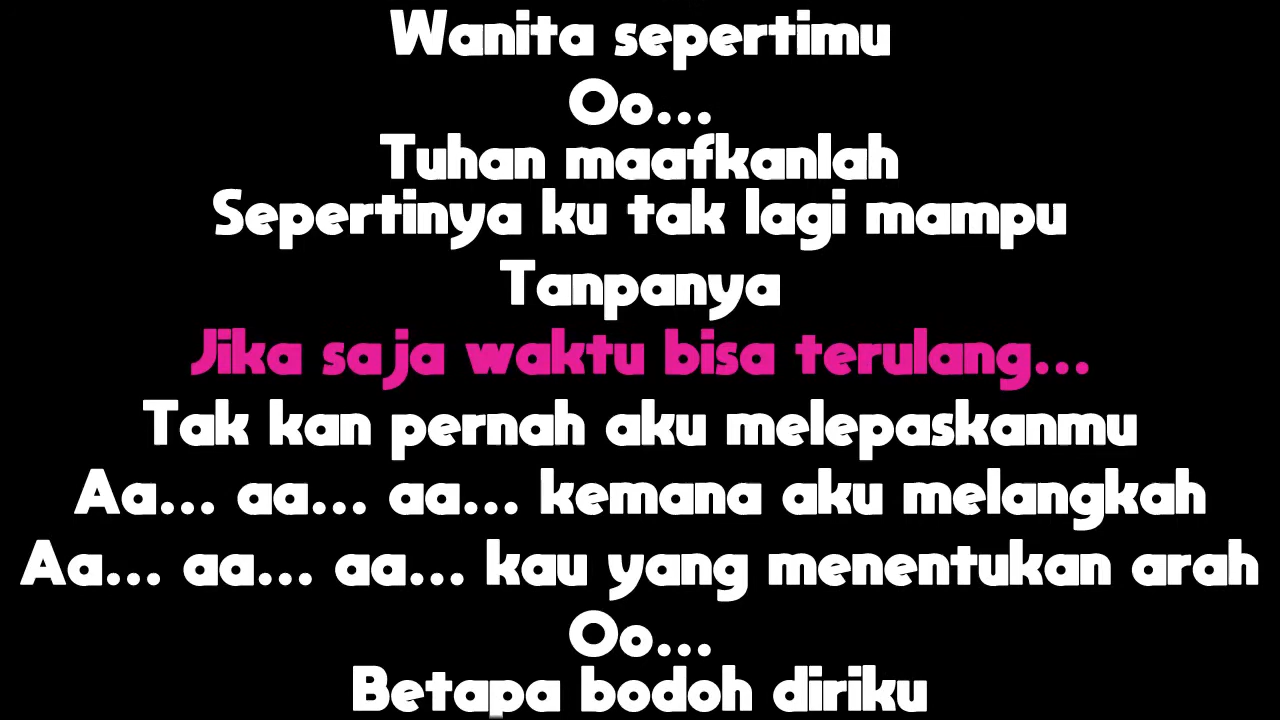 Wanita sepertimu
Oo...
Tuhan maafkanlah
Sepertinya ku tak lagi mampu
Tanpanya
Jika saja waktu bisa terulang...
Tak kan pernah aku melepaskanmu
Aa... aa... aa... kemana aku melangkah
Aa... aa... aa... kau yang menentukan arah
Oo...
Betapa bodoh diriku